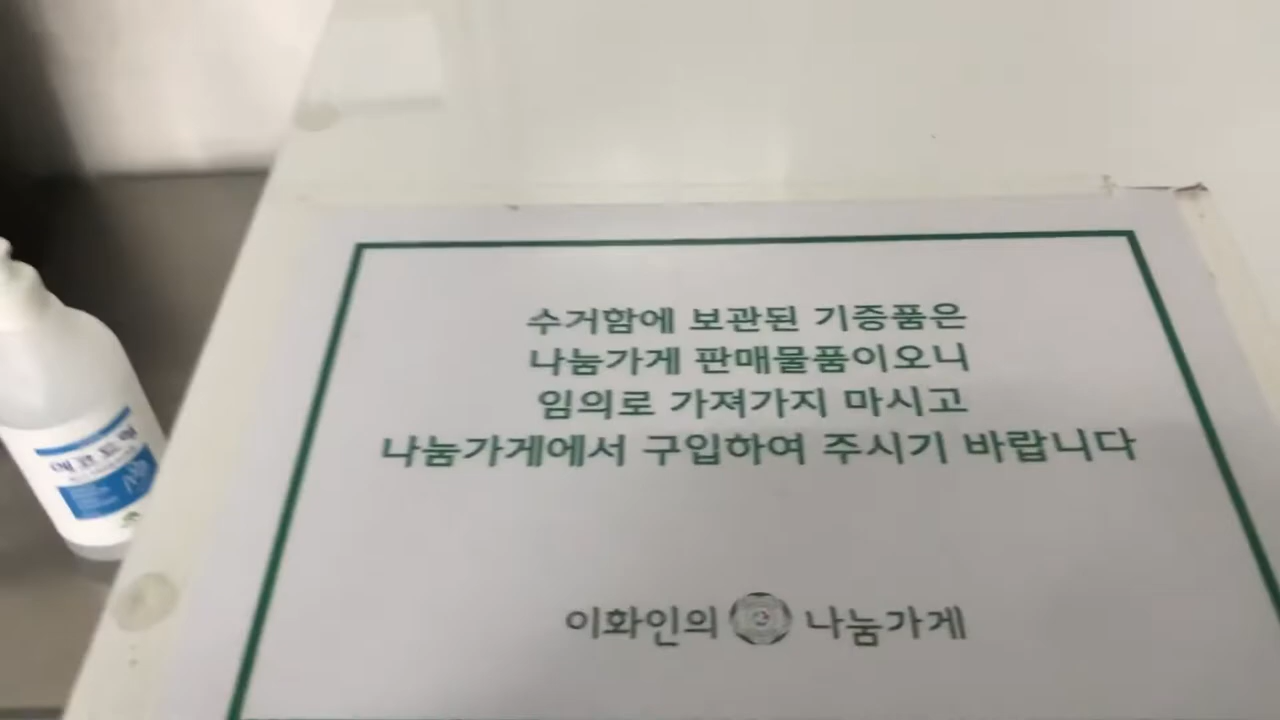 수거함에 보관된 기증품은
나눔가게 판매물품이오니
임의로 가져가지 마시고
나눔가게에서 구입하여 주시기 바랍니다
이화인의 나눔가게